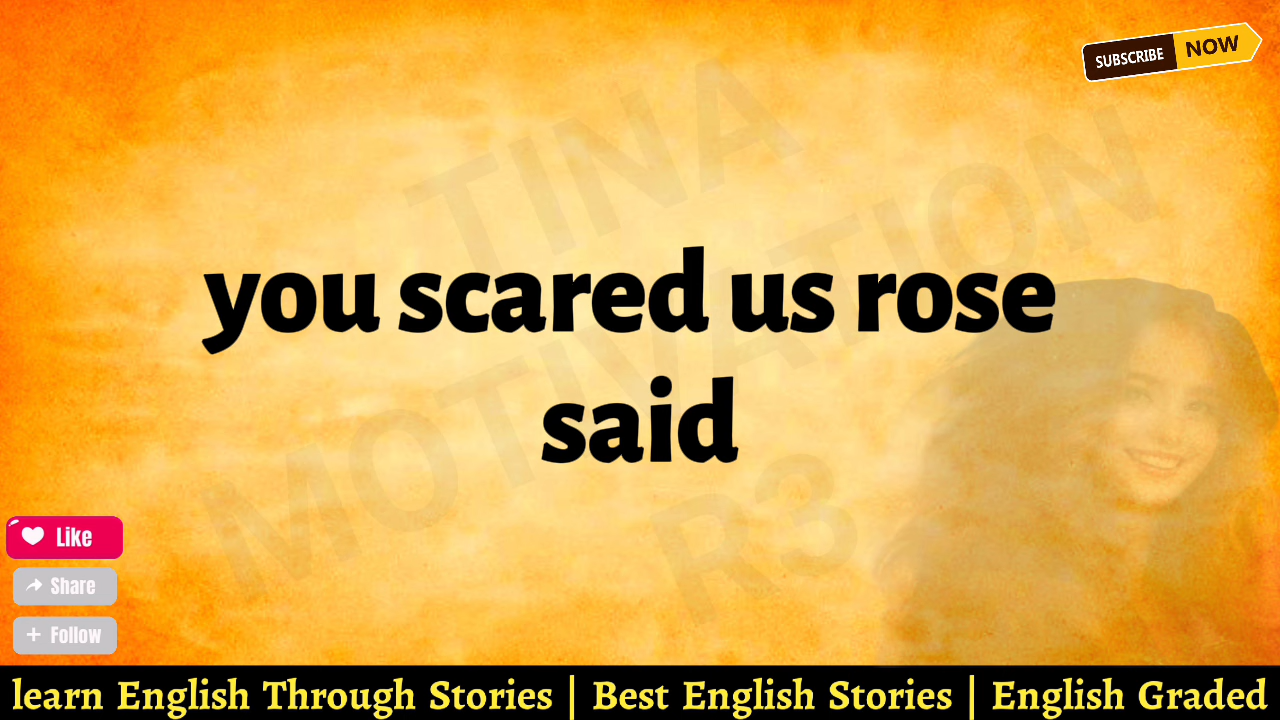 SUBSCRIBE NOW
TINA
MOTIVATION
R3
you scared us rose
said
Like
Share
Follow
learn English Through Stories | Best English Stories | English Graded